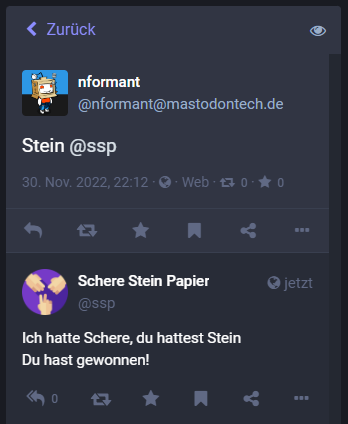 Zurück
nformant
@nformant@mastodontech.de
Stein @ssp
30. Nov. 2022, 22:12 · Web · 0 · 0
Schere Stein Papier
jetzt
@ssp
Ich hatte Schere, du hattest Stein
Du hast gewonnen!
0